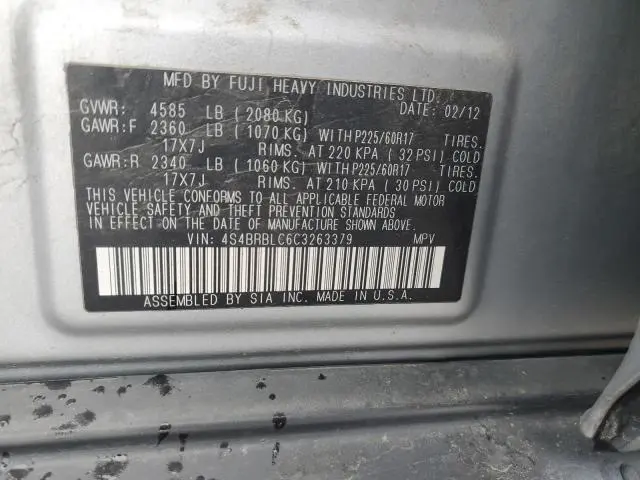 MFD BY FUJI HEAVY INDUSTRIES LTD.
GVWR: 4585 LB (2080 KG) DATE: 02/12
GAWR:F 2360 LB (1070 KG) WITH P225/60R17 TIRES.
17X7J RIMS. AT 220 KPA (32 PSI) COLD
GAWR:R 2340 LB (1060 KG) WITH P225/60R17 TIRES.
17X7J RIMS. AT 210 KPA (30 PSI) COLD
THIS VEHICLE CONFORMS TO ALL APPLICABLE FEDERAL MOTOR
VEHICLE SAFETY AND THEFT PREVENTION STANDARDS
IN EFFECT ON THE DATE OF MANUFACTURE SHOWN ABOVE.
VIN: 4S4BRBLC6C3263379 MPV
ASSEMBLED BY SIA INC. MADE IN U.S.A.